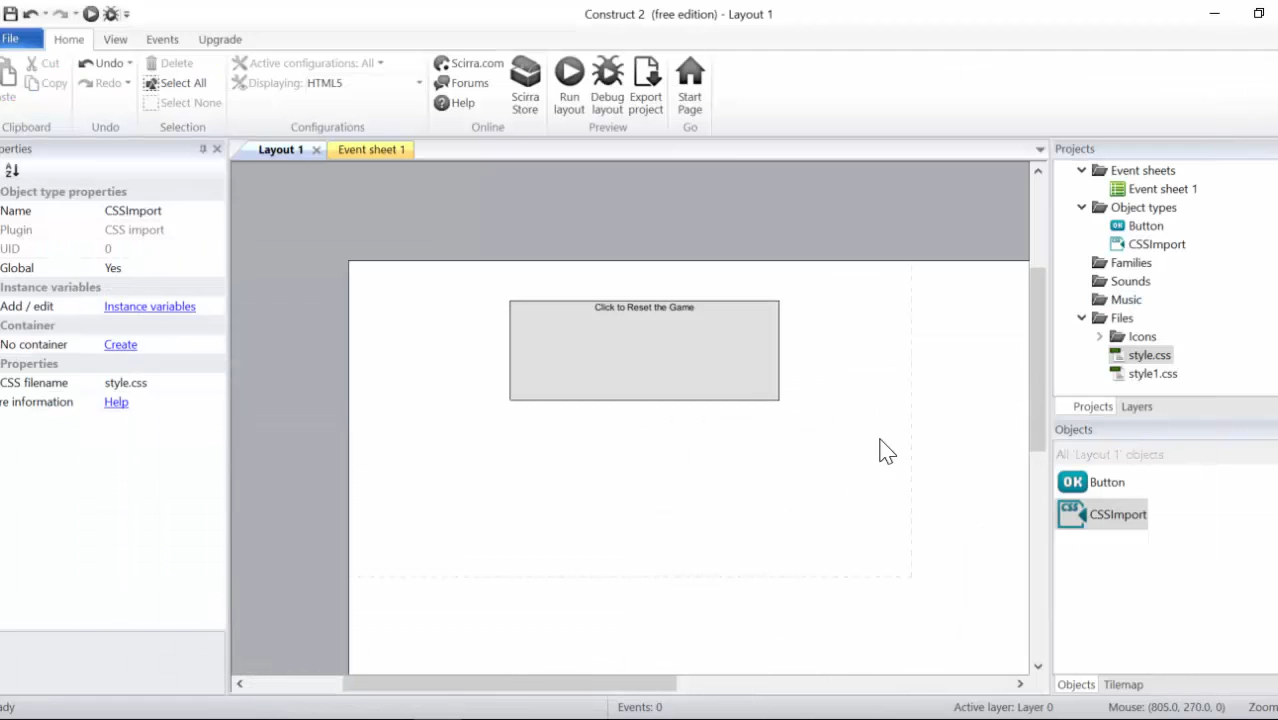 Construct 2 (free edition) - Layout 1
File Home View Events Upgrade
Cut
Copy
Clipboard
Undo
Redo
Undo
Delete
Select All
Select None
Selection
Active configurations: All
Displaying: HTML5
Configurations
Scirra.com
Forums
Help
Scirra Store
Online
Run layout
Debug layout
Export project
Preview
Start Page
Go
perties
Layout 1
Event sheet 1
Object type properties
Name CSSImport
Plugin CSS import
UID 0
Global Yes
Instance variables
Add / edit Instance variables
Container
No container Create
Properties
CSS filename style.css
re information Help
Click to Reset the Game
Projects
Event sheets
Event sheet 1
Object types
Button
CSSImport
Families
Sounds
Music
Files
Icons
style.css
style1.css
Projects Layers
Objects
All 'Layout 1' objects
OK Button
CSS CSSImport
Objects Tilemap
ady
Events: 0
Active layer: Layer 0
Mouse: (805.0, 270.0, 0)
Zoom